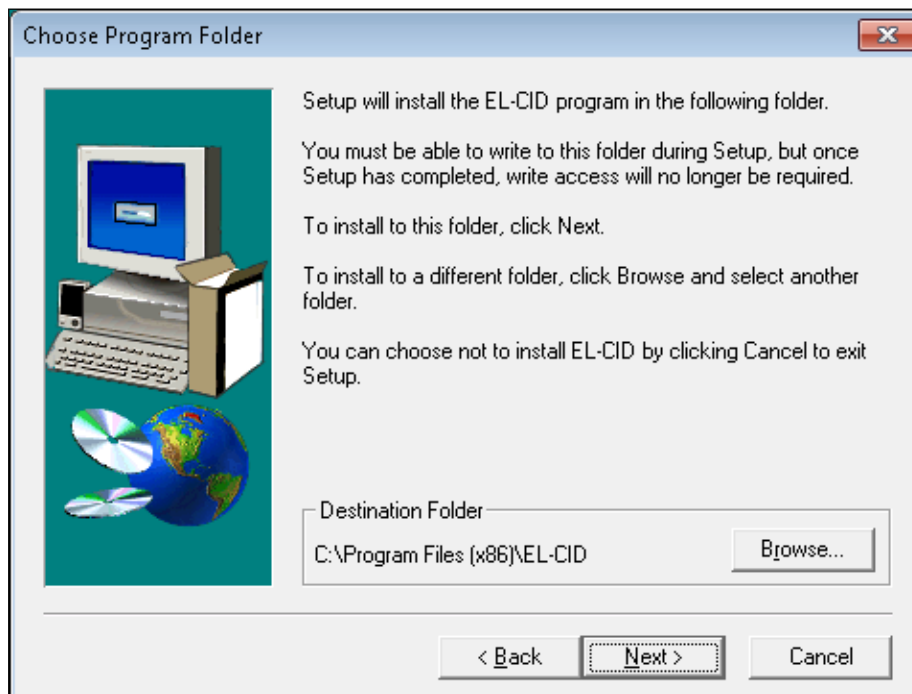 Choose Program Folder
Setup will install the EL-CID program in the following folder.
You must be able to write to this folder during Setup, but once
Setup has completed, write access will no longer be required.
To install to this folder, click Next.
To install to a different folder, click Browse and select another
folder.
You can choose not to install EL-CID by clicking Cancel to exit
Setup.
Destination Folder
C:\Program Files (x86)\EL-CID
Browse...
< Back
Next >
Cancel